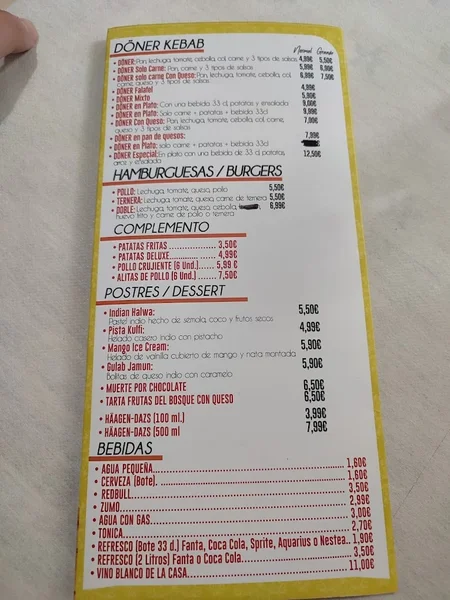 DÖNER KEBAB
Normal Grande
• DÖNER: Pan, lechuga, tomate, cebolla, col, carne y 3 tipos de salsas 4,99€ 5,50€
• DÖNER Solo Carne: Pan, carne y 3 tipos de salsas 5,99€ 6,99€
• DÖNER solo carne Con Queso: Pan, lechuga, tomate, cebolla, col, 6,99€ 7,50€
carne, queso y 3 tipos de salsas
• DÖNER Falafel 4,99€
• DÖNER Mixto 5,90€
• DÖNER en Plato: Con una bebida 33 cl, patatas y ensalada 9,00€
• DÖNER en Plato: Solo carne + patatas + bebida 33cl 9,99€
• DÖNER Con Queso: Pan, lechuga, tomate, cebolla, col, carne, 7,00€
queso y 3 tipos de salsas
• DÖNER en pan de quesos: 7,99€
• DÖNER en plato: solo carne + patatas + bebida 33cl
• DÖNER Especial: En plato con una bebida de 33 cl, patatas, 12,50€
arros y ensalada
HAMBURGUESAS / BURGERS
• POLLO: Lechuga, tomate, queso, pollo 5,50€
• TERNERA: Lechuga, tomate, queso, carne de ternera 5,50€
• DOBLE: Lechuga, tomate, queso, cebolla, 6,99€
huevo frito y carne de pollo o ternera
COMPLEMENTO
• PATATAS FRITAS .................. 3,50€
• PATATAS DELUXE................. 4,99€
• POLLO CRUJIENTE (6 Und.)...... 5,99 €
• ALITAS DE POLLO (6 Und.)...... 7,50€
POSTRES / DESSERT
• Indian Halwa: 5,50€
Pastel indio hecho de sémola, coco y frutos secos
• Pista Kulfi: 4,99€
Helado casero indio con pistacho
• Mango Ice Cream: 5,90€
Helado de vainilla cubierto de mango y nata montada
• Gulab Jamun: 5,90€
Bolitas de queso indio con caramelo
• MUERTE POR CHOCOLATE 6,50€
• TARTA FRUTAS DEL BOSQUE CON QUESO 6,50€
• HÄAGEN-DAZS (100 ml.) 3,99€
• HÄAGEN-DAZS (500 ml 7,99€
BEBIDAS
• AGUA PEQUEÑA.................................... 1,60€
• CERVEZA (Bote).................................... 1,60€
• REDBULL.................................... 3,50€
• ZUMO.................................... 2,99€
• AGUA CON GAS.................................... 3,00€
• TONICA.................................... 2,70€
• REFRESCO (Bote 33 cl.) Fanta, Coca Cola, Sprite, Aquarius o Nestea.. 1,90€
• REFRESCO (2 Litros) Fanta o Coca Cola.................... 3,50€
• VINO BLANCO DE LA CASA.................................... 11,00€